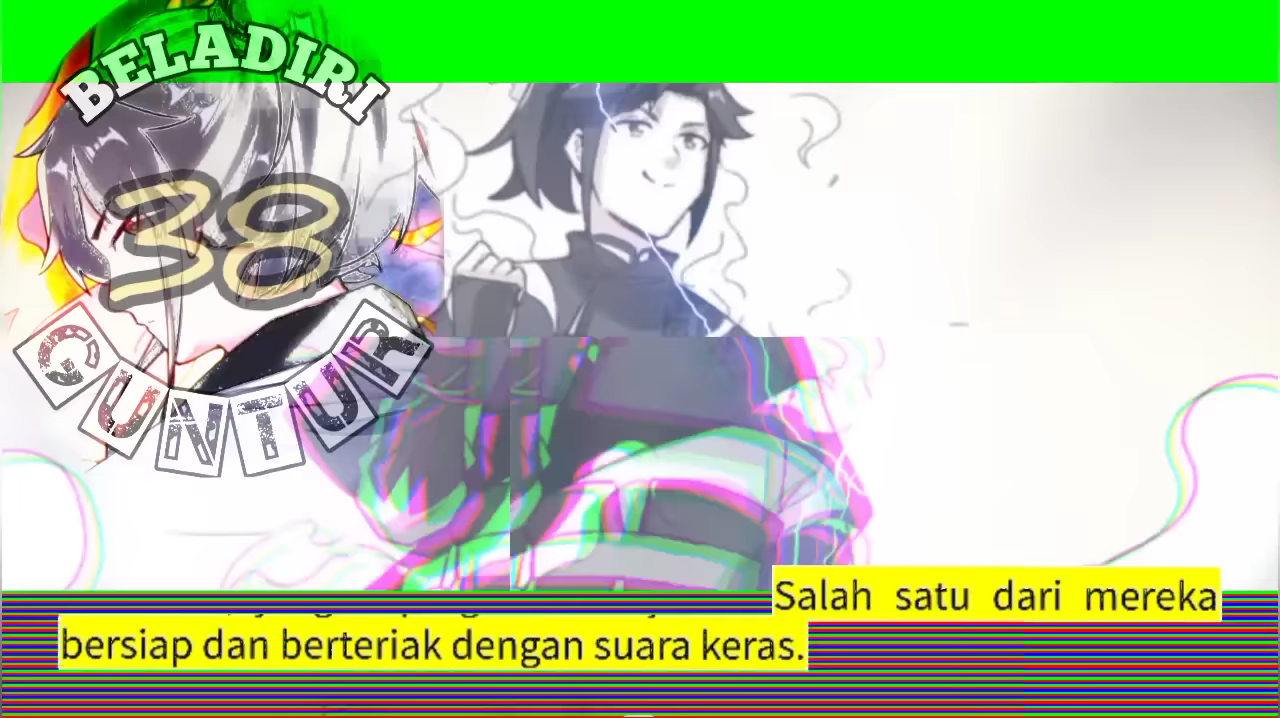 BELADIRI
38
GUNTUR
Salah satu dari mereka
bersiap dan berteriak dengan suara keras.